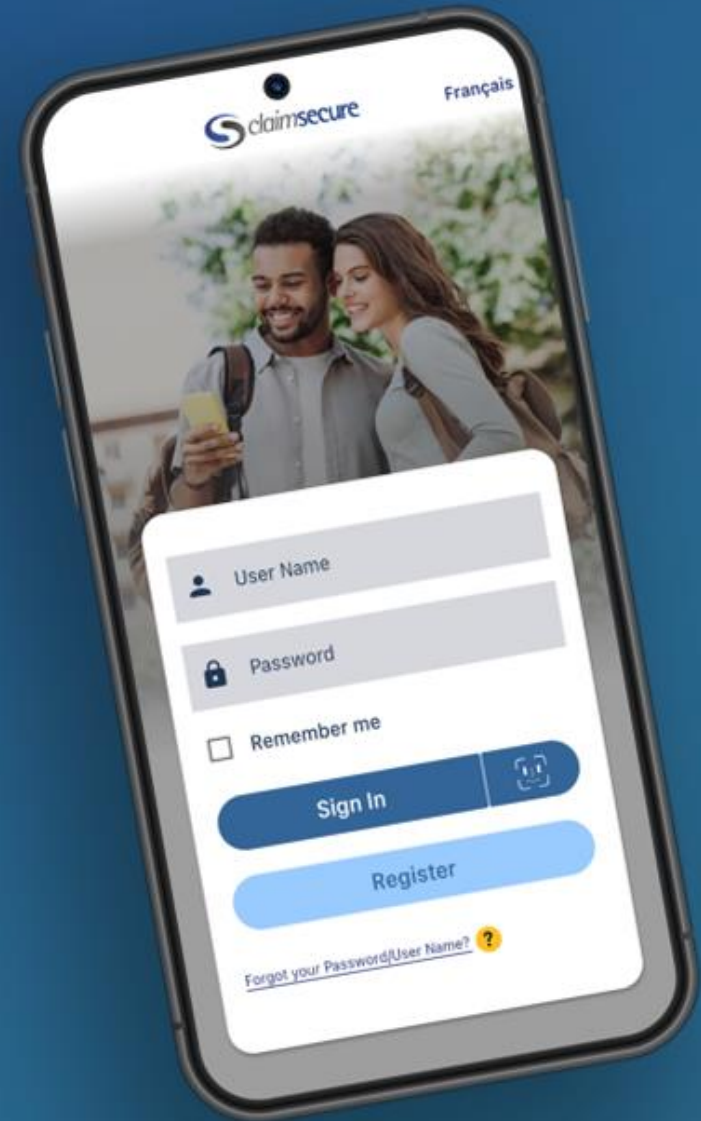 claimsecure
Français
User Name
Password
Remember me
Sign In
Register
Forgot your Password/User Name? ?